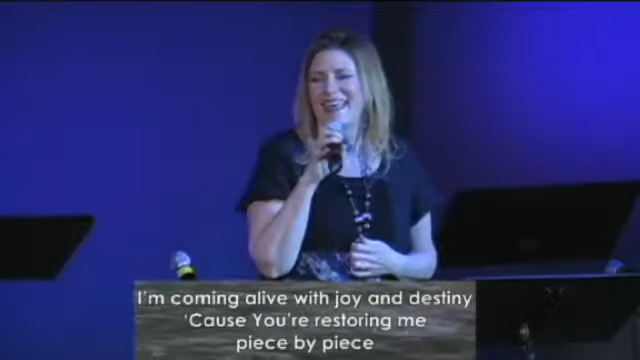 I'm coming alive with joy and destiny
'Cause You're restoring me
piece by piece